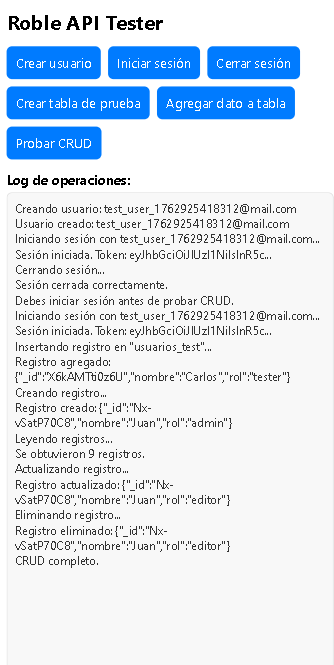 Roble API Tester
Crear usuario
Iniciar sesión
Cerrar sesión
Crear tabla de prueba
Agregar dato a tabla
Probar CRUD
Log de operaciones:
Creando usuario: test_user_1762925418312@mail.com
Usuario creado: test_user_1762925418312@mail.com
Iniciando sesión con test_user_1762925418312@mail.com...
Sesión iniciada. Token: eyJhbGciOiJIUzI1NiIsInR5c...
Cerrando sesión...
Sesión cerrada correctamente.
Debes iniciar sesión antes de probar CRUD.
Iniciando sesión con test_user_1762925418312@mail.com...
Sesión iniciada. Token: eyJhbGciOiJIUzI1NiIsInR5c...
Insertando registro en "usuarios_test"...
Registro agregado:
{"_id":"X6kAMTti0z6U","nombre":"Carlos","rol":"tester"}
Creando registro...
Registro creado: {"_id":"Nx-
vSatP70C8","nombre":"Juan","rol":"admin"}
Leyendo registros...
Se obtuvieron 9 registros.
Actualizando registro...
Registro actualizado: {"_id":"Nx-
vSatP70C8","nombre":"Juan","rol":"editor"}
Eliminando registro...
Registro eliminado: {"_id":"Nx-
vSatP70C8","nombre":"Juan","rol":"editor"}
CRUD completo.